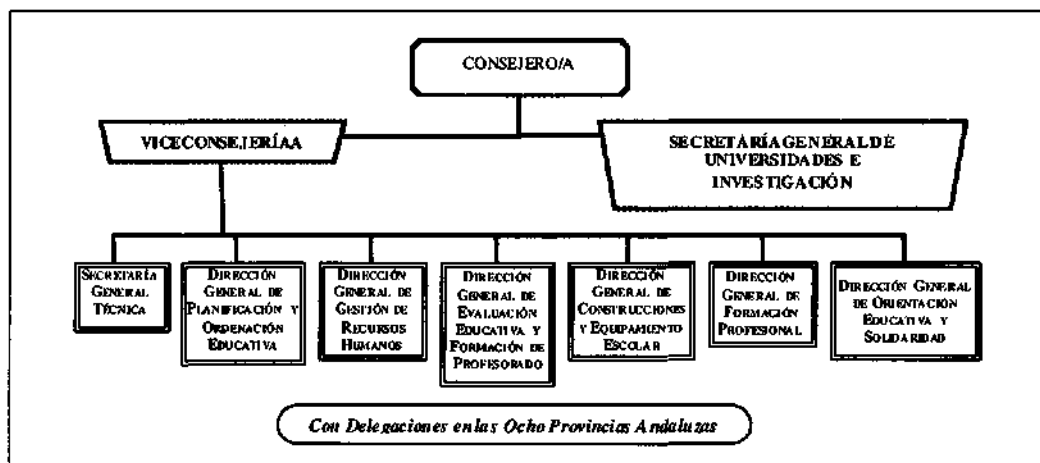 CONSEJERO/A
VICECONSEJERÍAA
SECRETARÍA GENERAL DE
UNIVERSIDADES E
INVESTIGACIÓN
SECRETARÍA
GENERAL
TÉCNICA
DIRECCIÓN
GENERAL DE
PLANIFICACIÓN Y
ORDENACIÓN
EDUCATIVA
DIRECCIÓN
GENERAL DE
GESTIÓN DE
RECURSOS
HUMANOS
DIRECCIÓN
GENERAL DE
EVALUACIÓN
EDUCATIVA Y
FORMACIÓN DE
PROFESORADO
DIRECCIÓN
GENERAL DE
CONSTRUCCIONES
Y EQUIPAMIENTO
ESCOLAR
DIRECCIÓN
GENERAL DE
FORMACIÓN
PROFESIONAL
DIRECCIÓN GENERAL
DE ORIENTACIÓN
EDUCATIVA Y
SOLIDARIDAD
Con Delegaciones en las Ocho Provincias Andaluzas